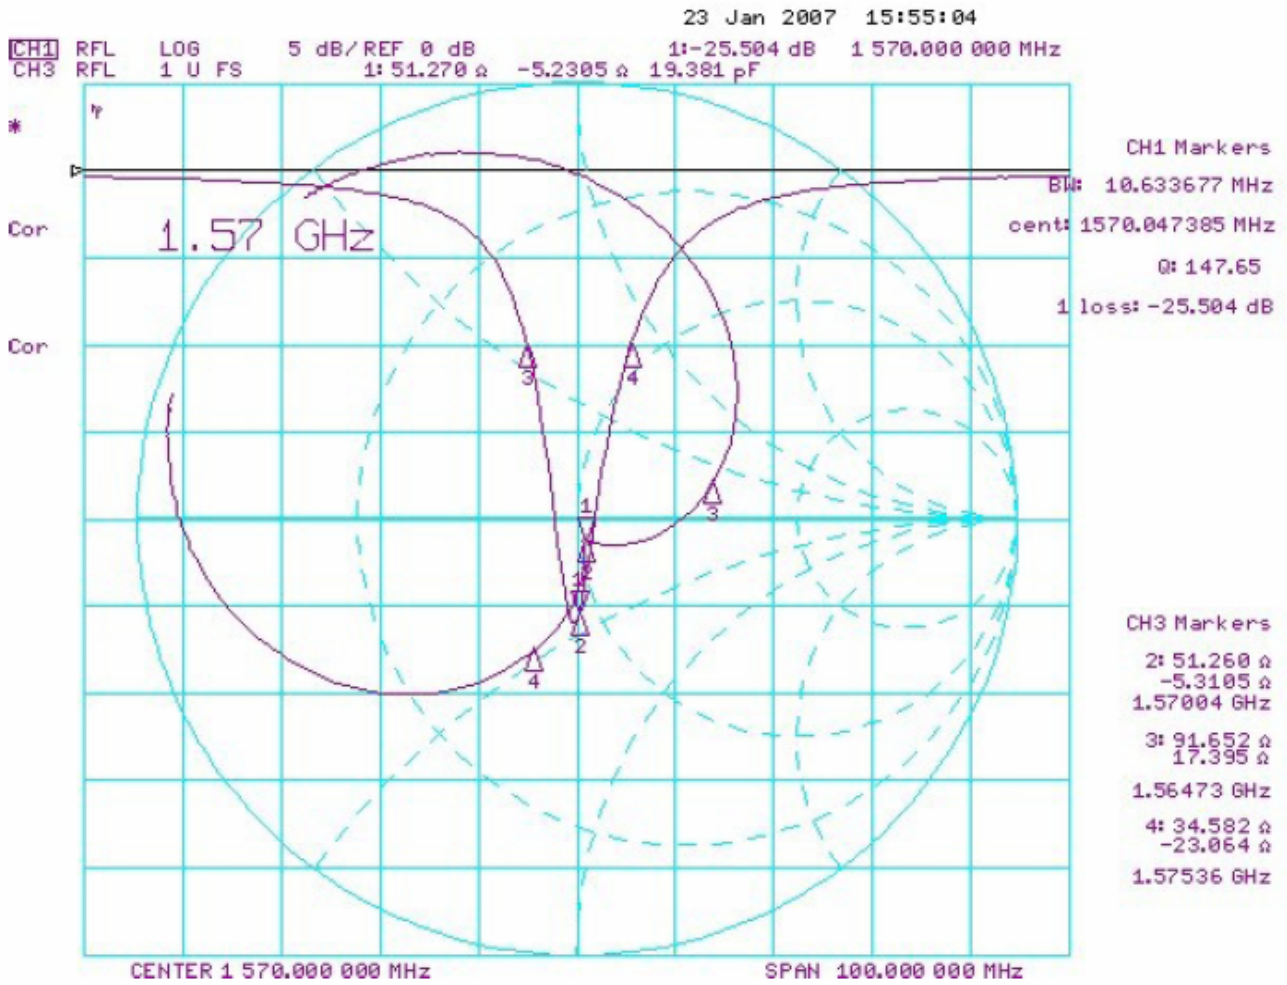 23 Jan 2007 15:55:04
CH1 RFL LOG 5 dB/REF 0 dB 1:-25.504 dB 1 570.000 000 MHz
CH3 RFL 1 U FS 1: 51.270 Ω -5.2305 Ω 19.381 pF
*
CH1 Markers
BW: 10.633677 MHz
Cor
1.57 GHz
cent: 1570.047385 MHz
Q: 147.65
1 loss: -25.504 dB
Cor
3
4
3
1
2
4
CH3 Markers
2: 51.260 Ω
-5.3105 Ω
1.57004 GHz
3: 91.652 Ω
17.395 Ω
1.56473 GHz
4: 34.582 Ω
-23.064 Ω
1.57536 GHz
CENTER 1 570.000 000 MHz SPAN 100.000 000 MHz